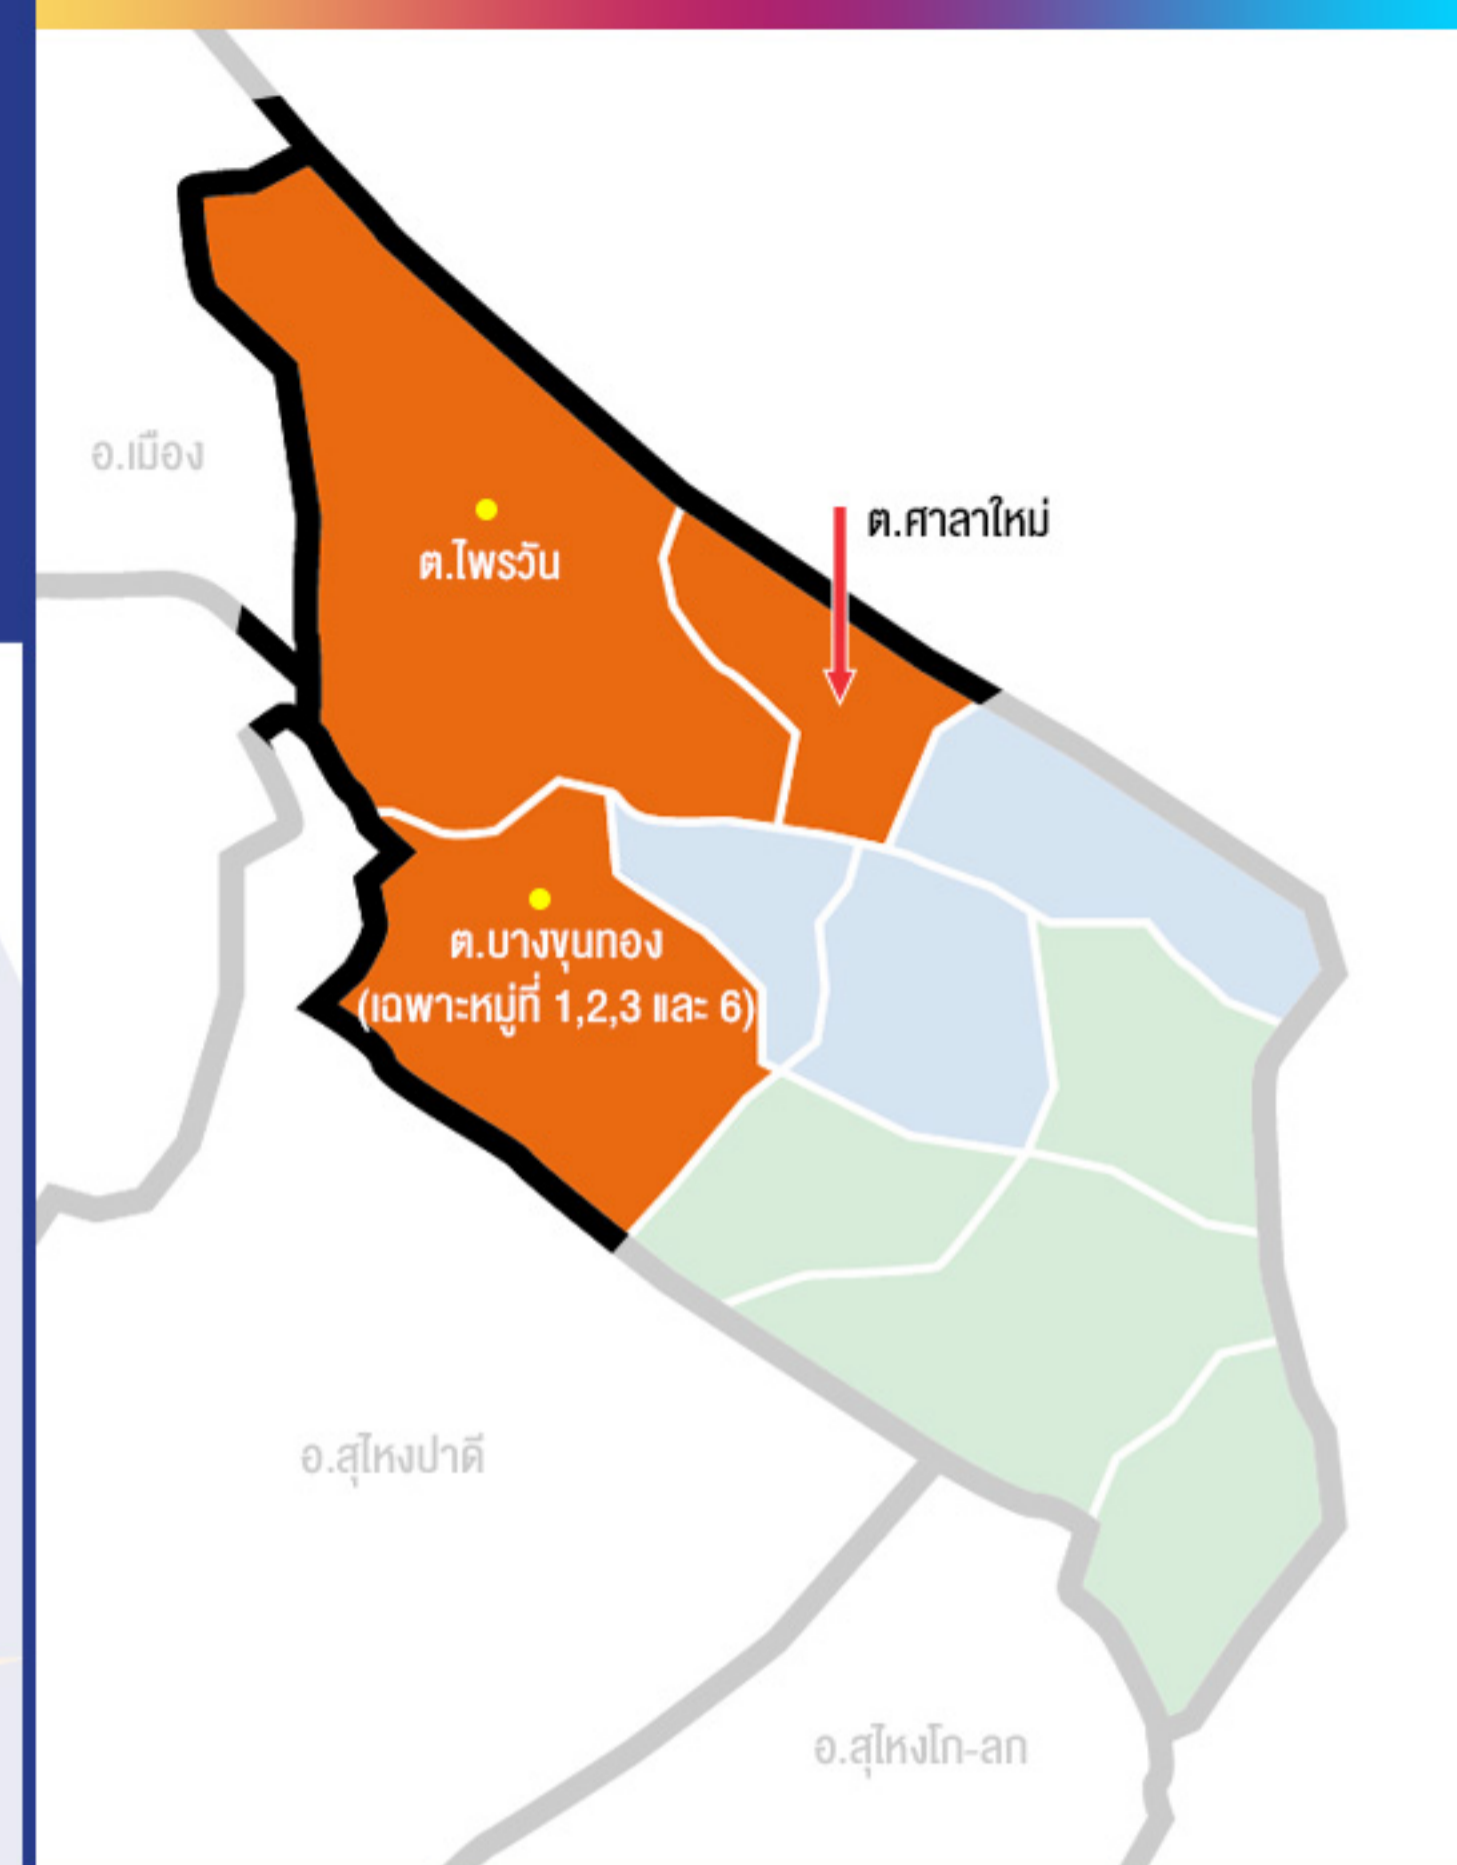 อ.เมือง
ต.ศาลาใหม่
ต.ไพรวัน
ต.บางขุนทอง
(เฉพาะหมู่ที่ 1,2,3 และ 6)
อ.สุไหงปาดี
อ.สุไหงโก-ลก